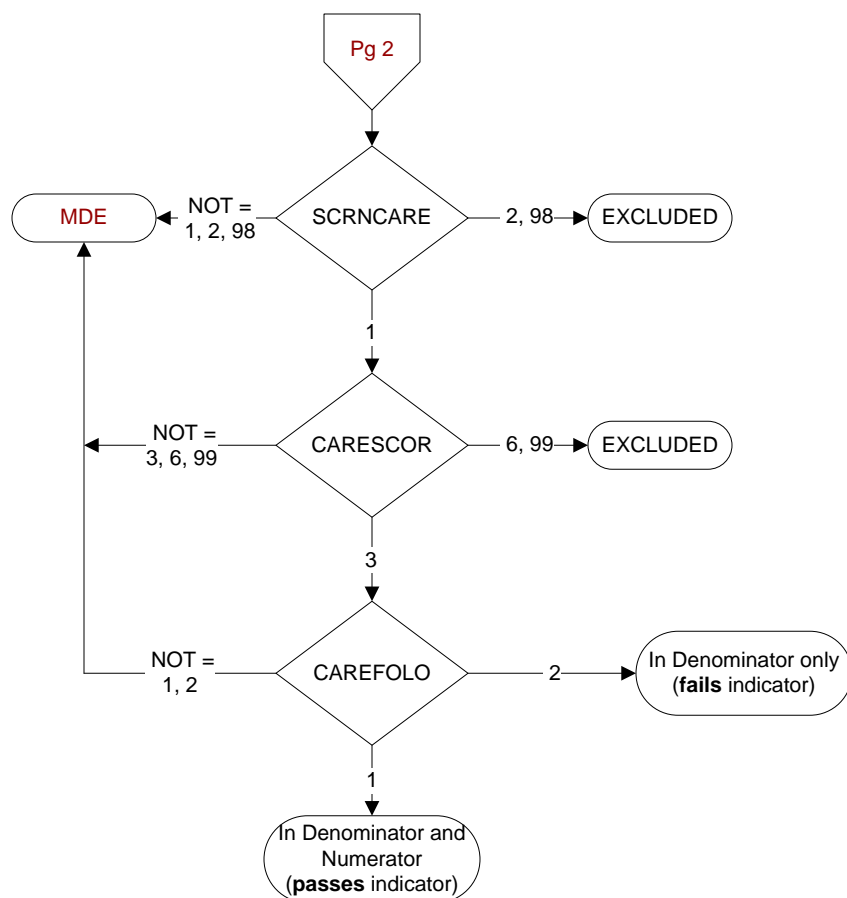 Pg 2
MDE
NOT =
1, 2, 98
SCRNCARE
2, 98
EXCLUDED
1
NOT =
3, 6, 99
CARESCOR
6, 99
EXCLUDED
3
NOT =
1, 2
CAREFOLO
2
In Denominator only
(fails indicator)
1
In Denominator and
Numerator
(passes indicator)